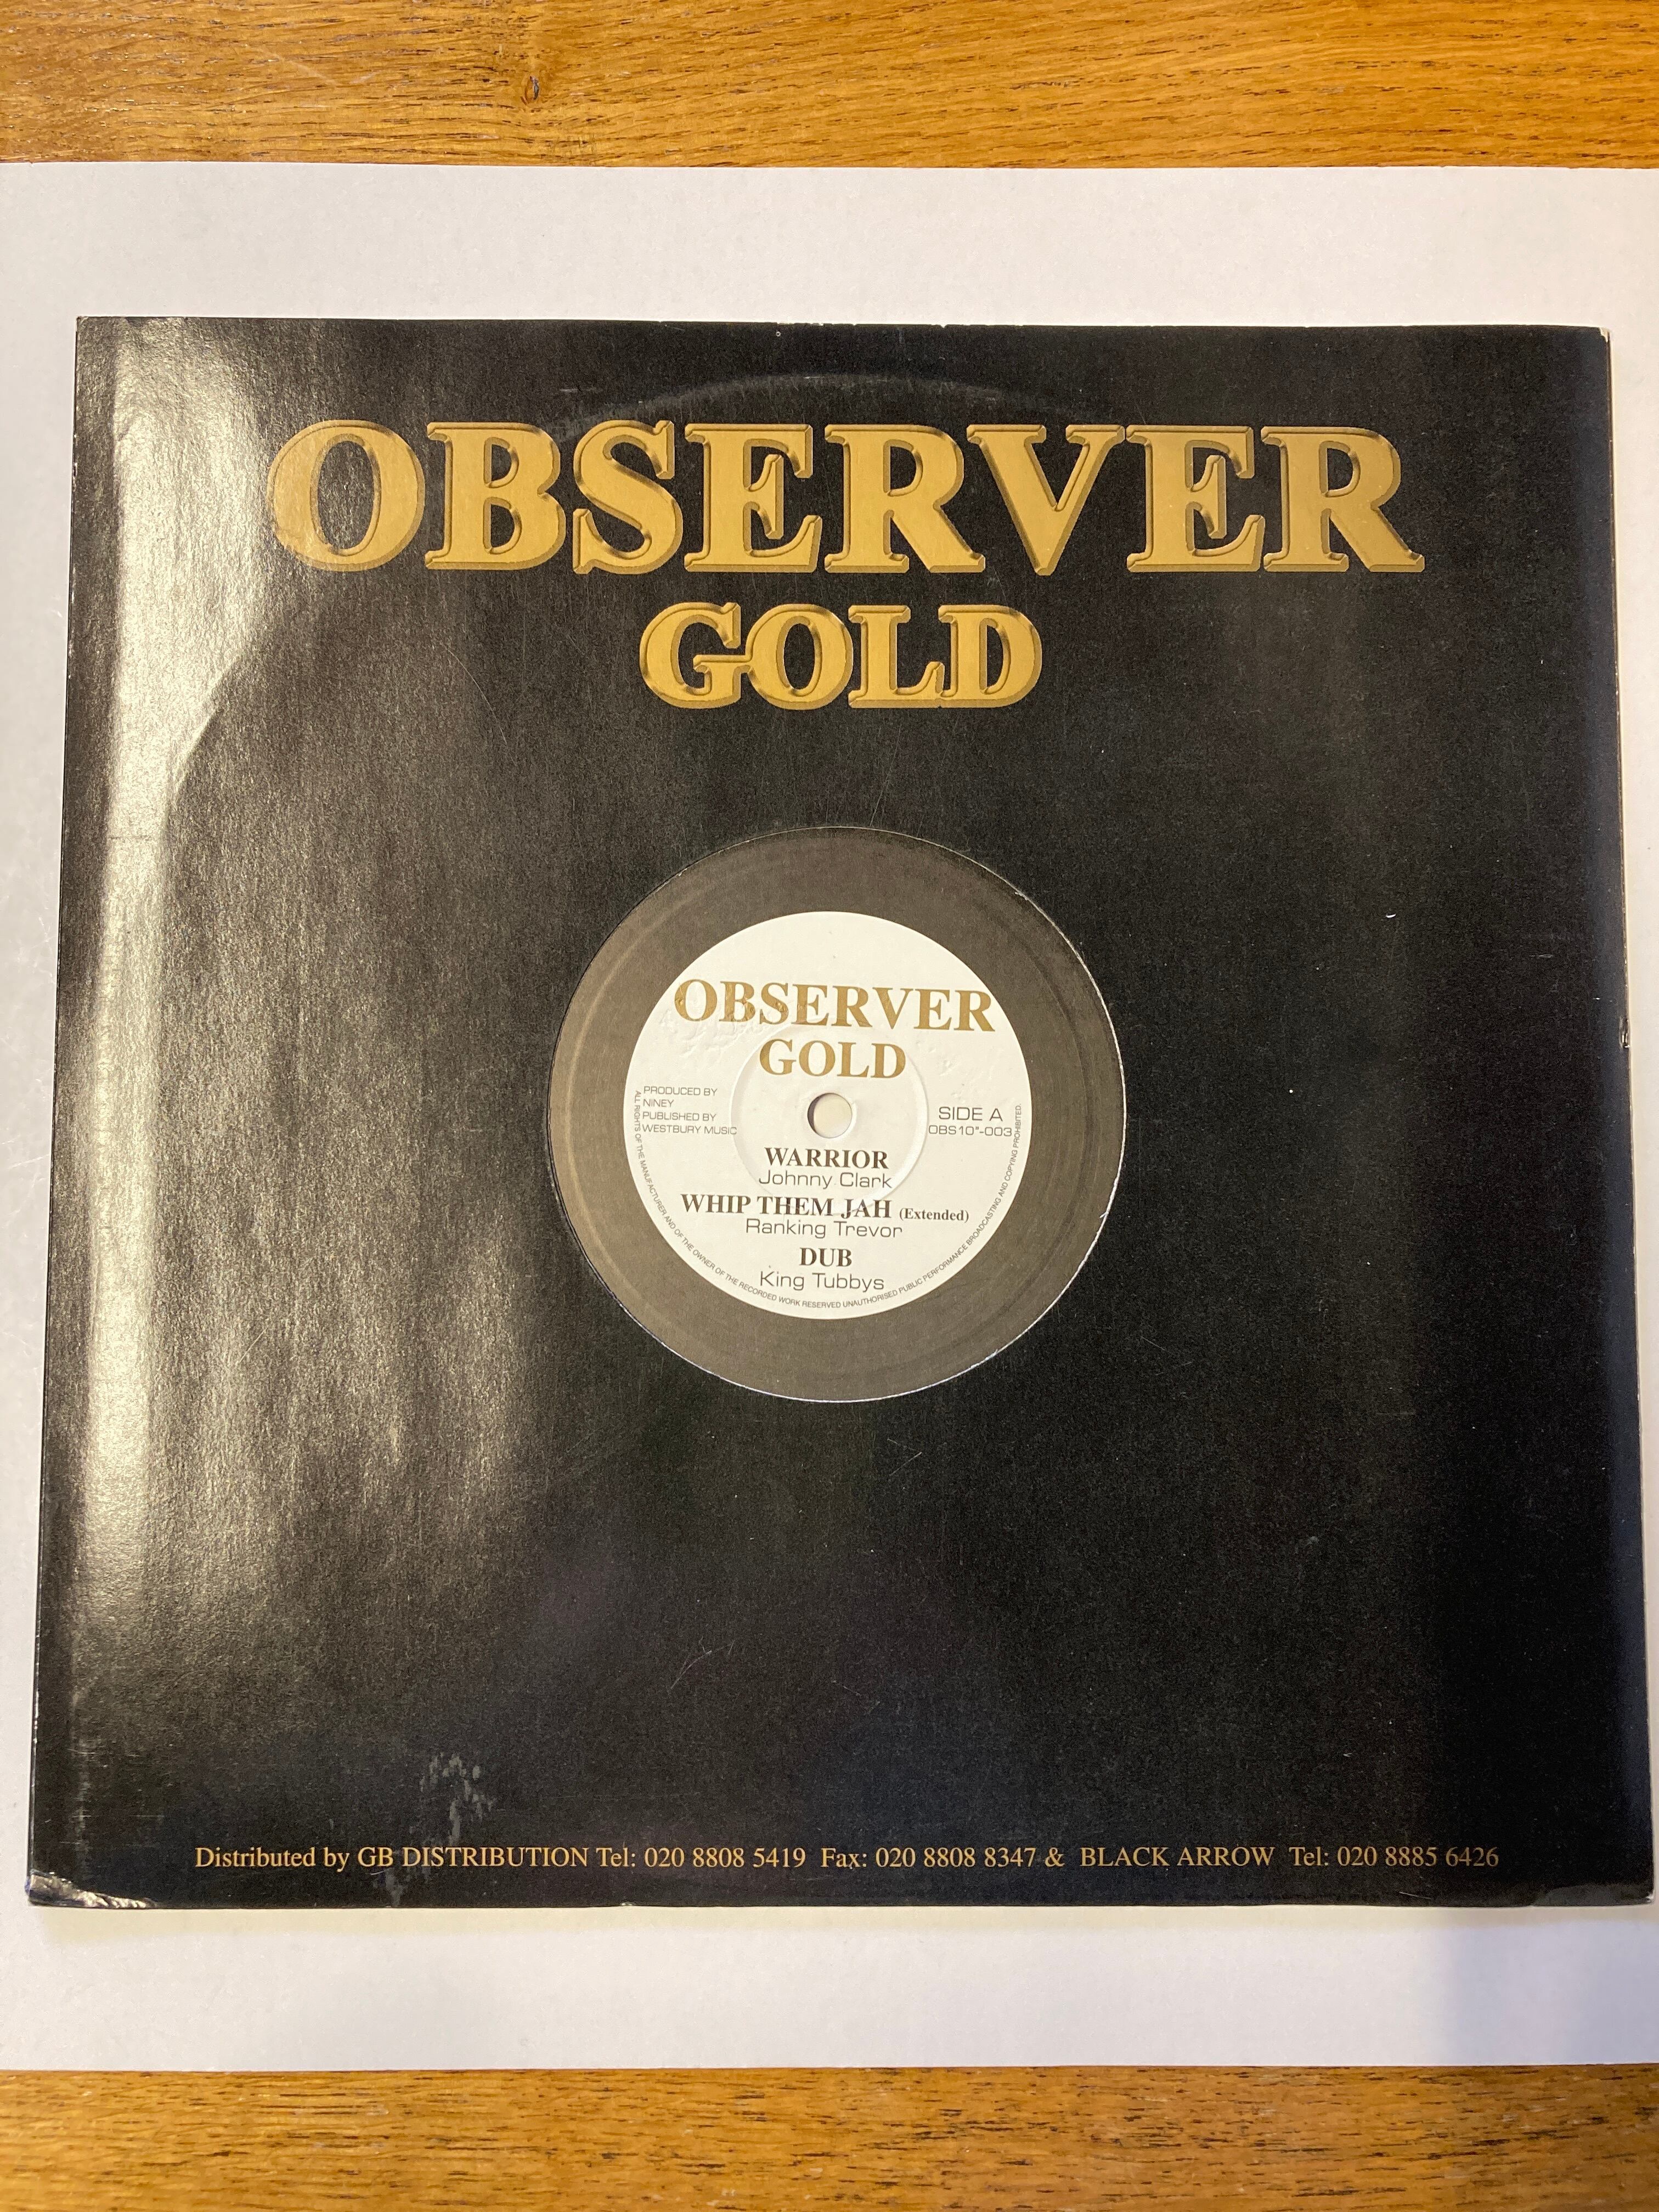 OBSERVER
GOLD
OBSERVER
GOLD
PRODUCED BY
NINEY
PUBLISHED BY
WESTBURY MUSIC
SIDE A
OBS10"-003
WARRIOR
Johnny Clark
WHIP THEM JAH (Extended)
Ranking Trevor
DUB
King Tubbys
ALL RIGHTS OF THE MANUFACTURER AND OF THE OWNER OF THE RECORDED WORK RESERVED UNAUTHORISED PUBLIC PERFORMANCE BROADCASTING AND COPYING PROHIBITED
Distributed by GB DISTRIBUTION Tel: 020 8808 5419 Fax: 020 8808 8347 & BLACK ARROW Tel: 020 8885 6426